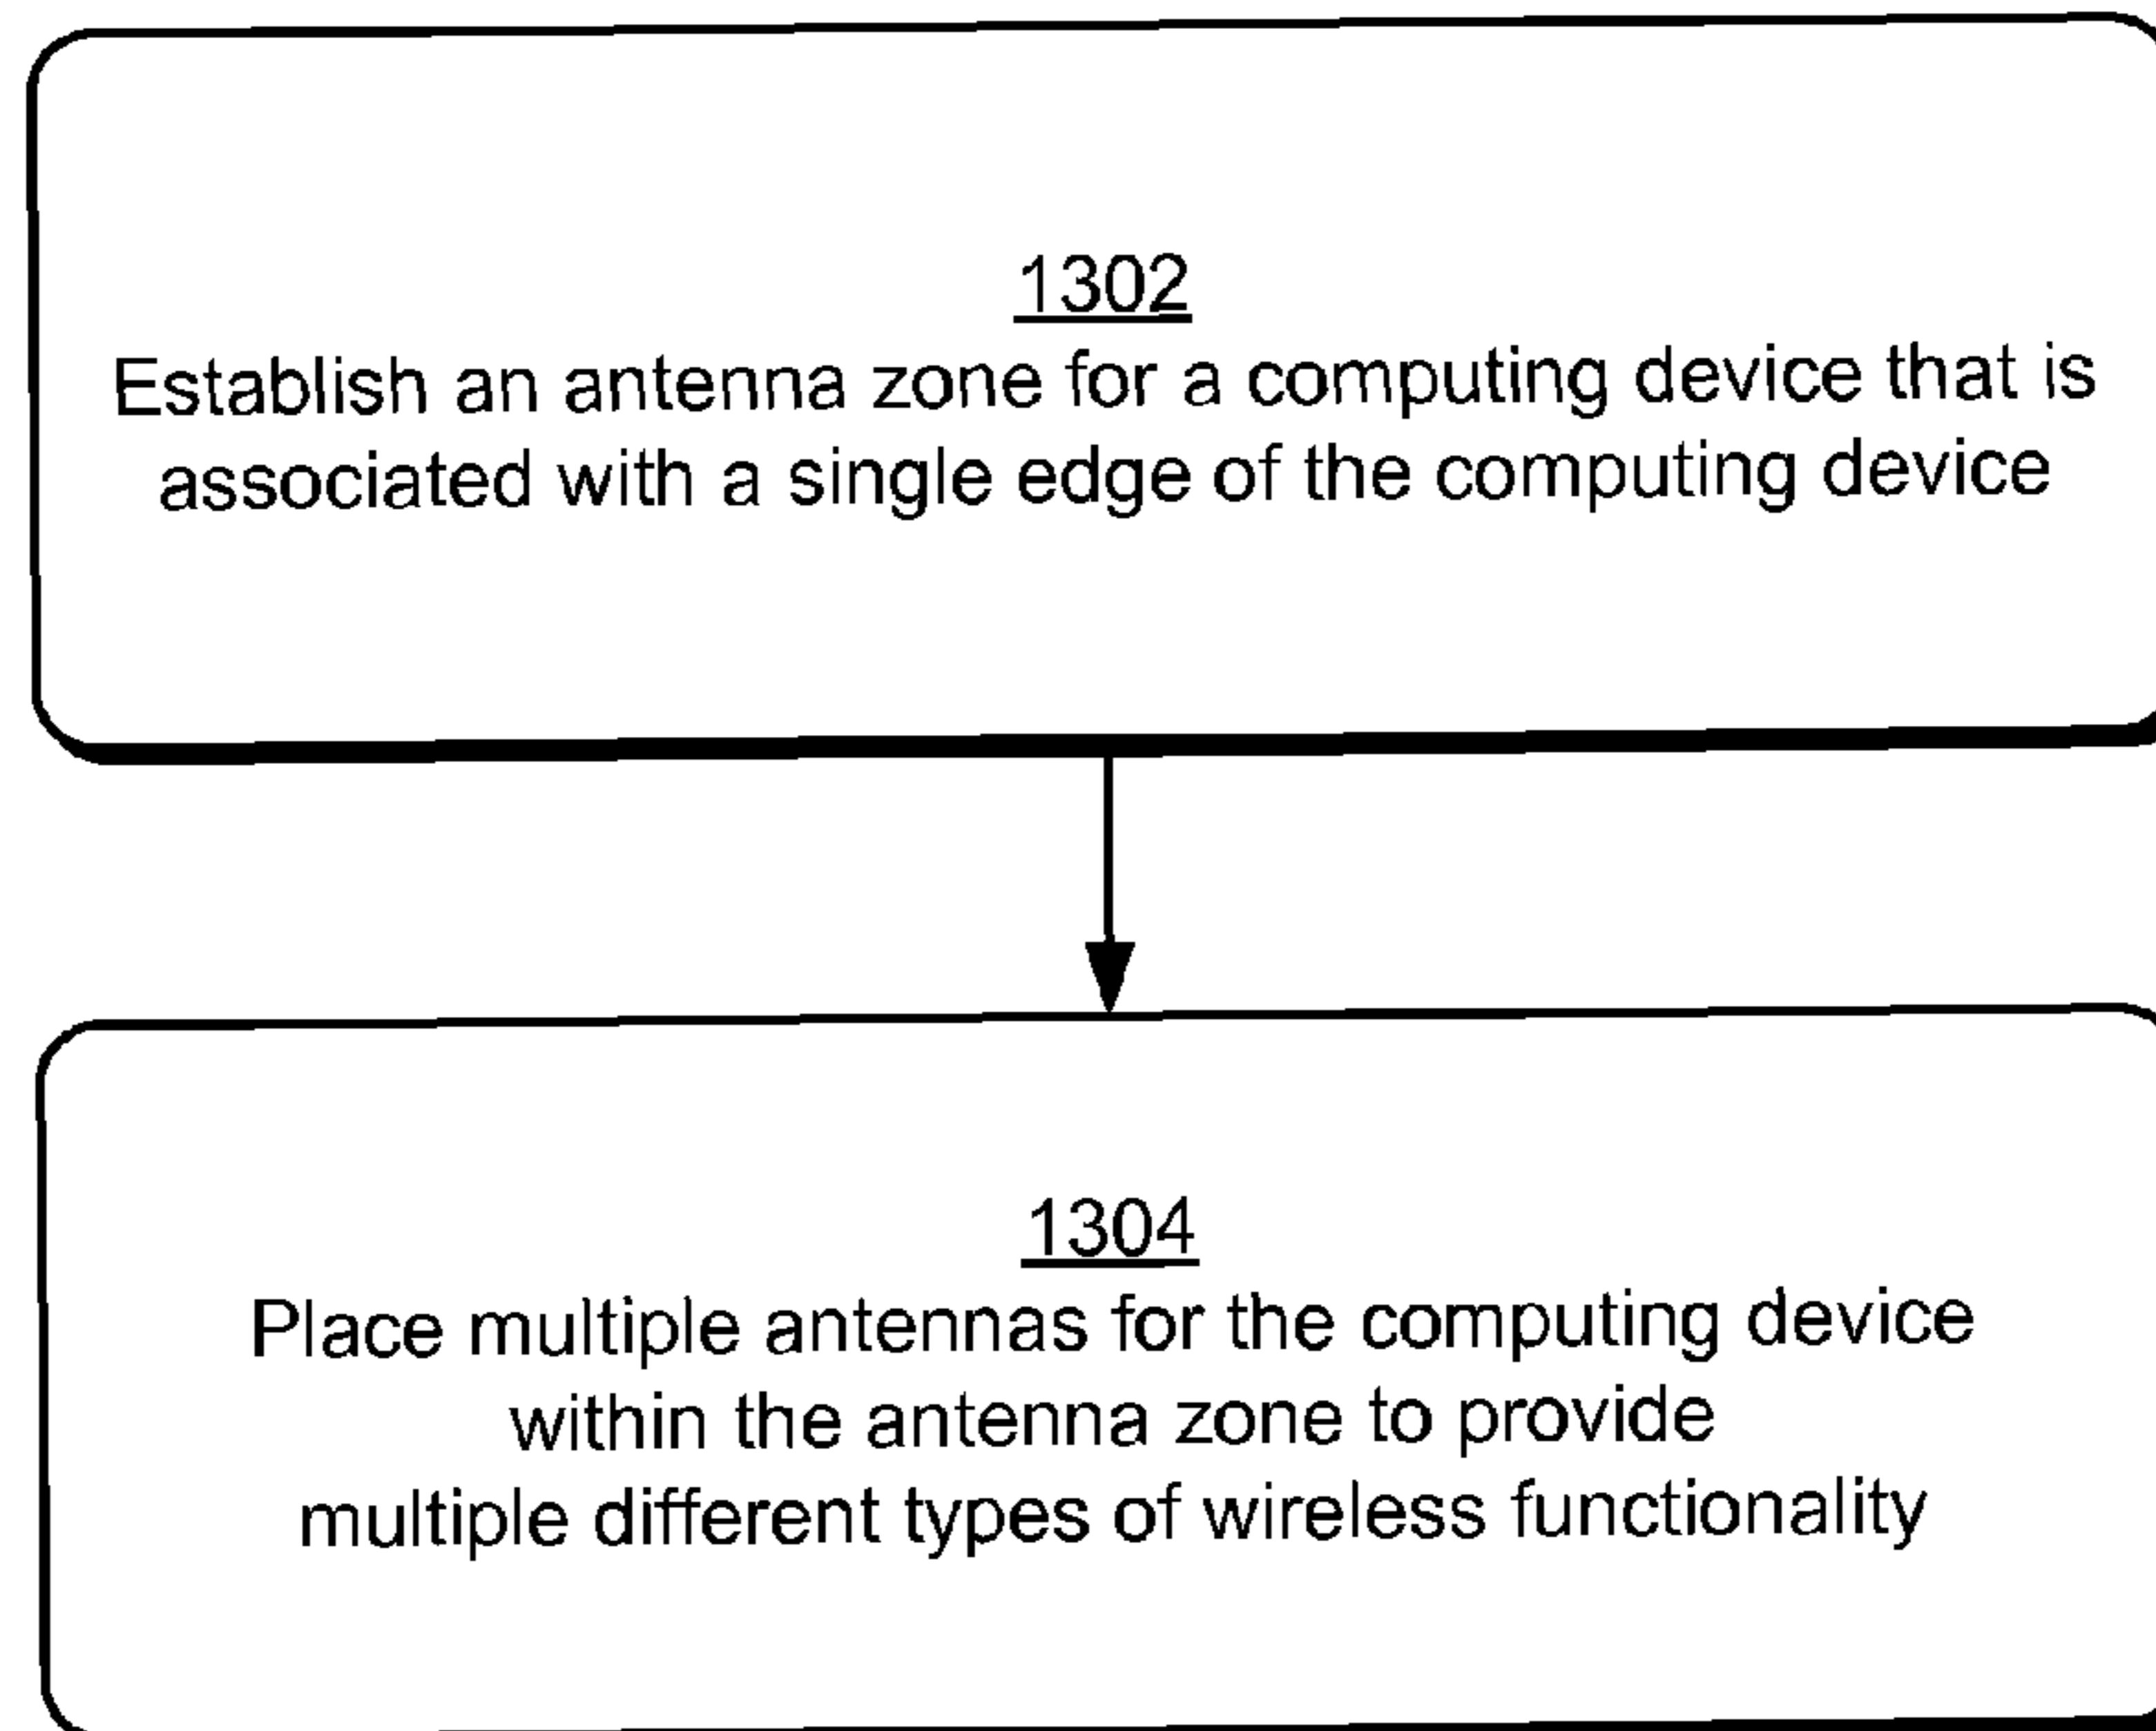 1302
Establish an antenna zone for a computing device that is
associated with a single edge of the computing device
1304
Place multiple antennas for the computing device
within the antenna zone to provide
multiple different types of wireless functionality